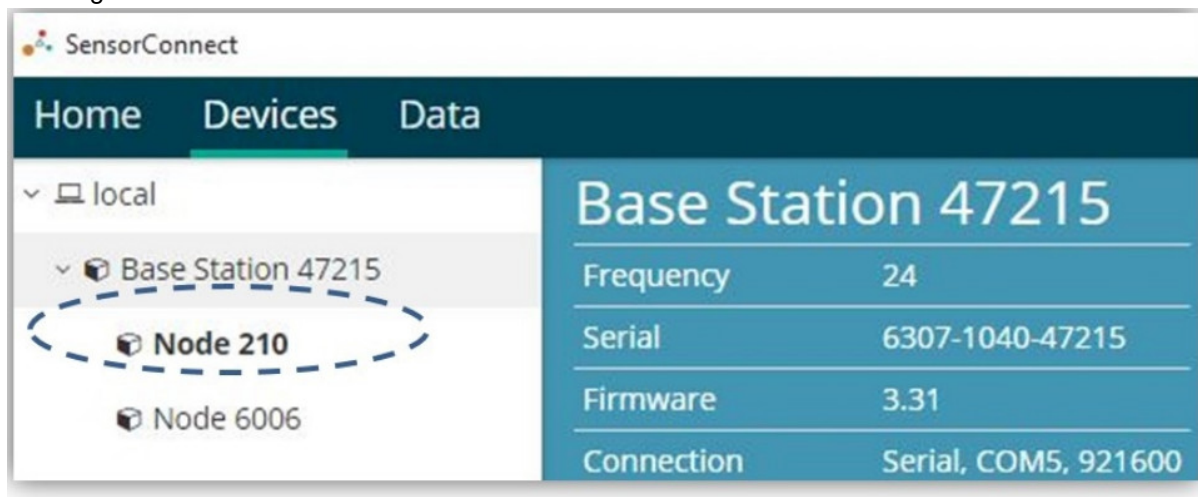 SensorConnect
Home Devices Data
local
Base Station 47215
Node 210
Node 6006
Base Station 47215
Frequency 24
Serial 6307-1040-47215
Firmware 3.31
Connection Serial, COM5, 921600